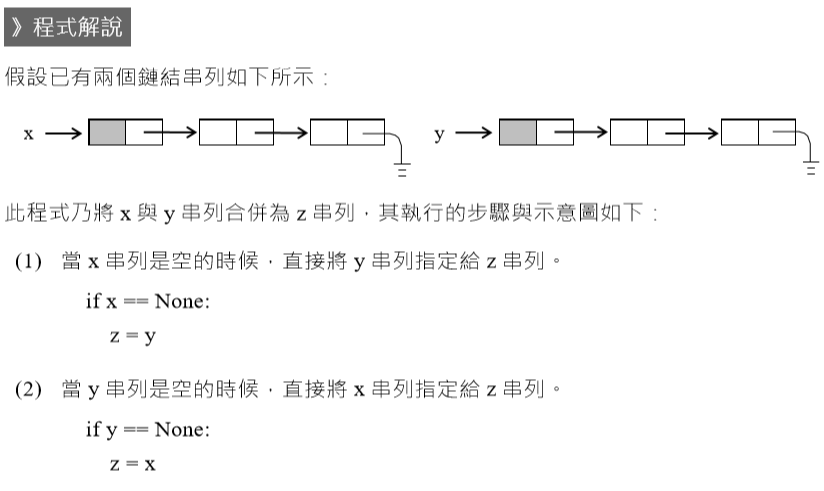 》程式解說
假設已有兩個鏈結串列如下所示：
x y
此程式乃將 x 與 y 串列合併為 z 串列，其執行的步驟與示意圖如下：
(1) 當 x 串列是空的時候，直接將 y 串列指定給 z 串列。
if x == None:
z = y
(2) 當 y 串列是空的時候，直接將 x 串列指定給 z 串列。
if y == None:
z = x